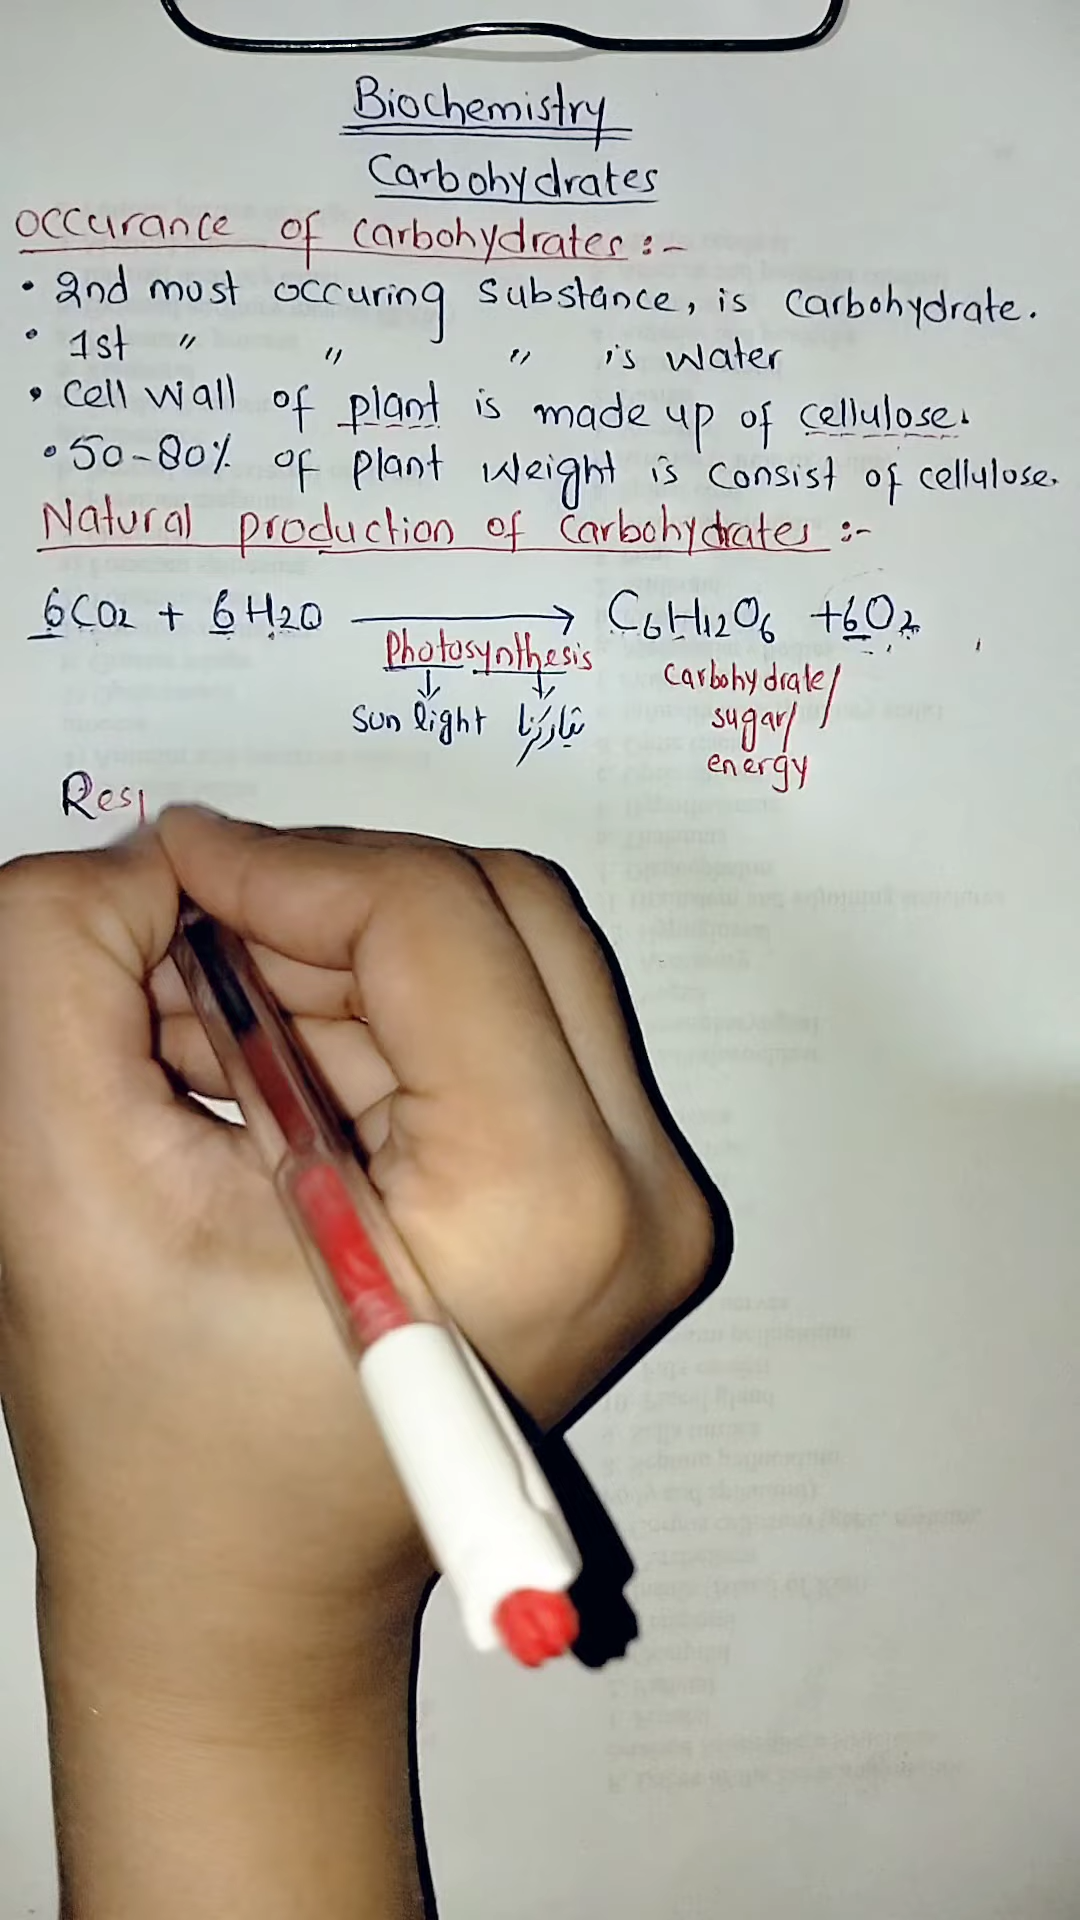 Biochemistry
Carbohydrates
occurance of carbohydrates :-
• 2nd most occuring substance, is carbohydrate.
• 1st " " " is water
• cell wall of plant is made up of cellulose.
• 50-80% of plant weight is consist of cellulose.
Natural production of carbohydrates :-
6CO2 + 6H2O → C6H12O6 + 6O2
Photosynthesis
carbohydrate/
sugar/
energy
sun light
Resp